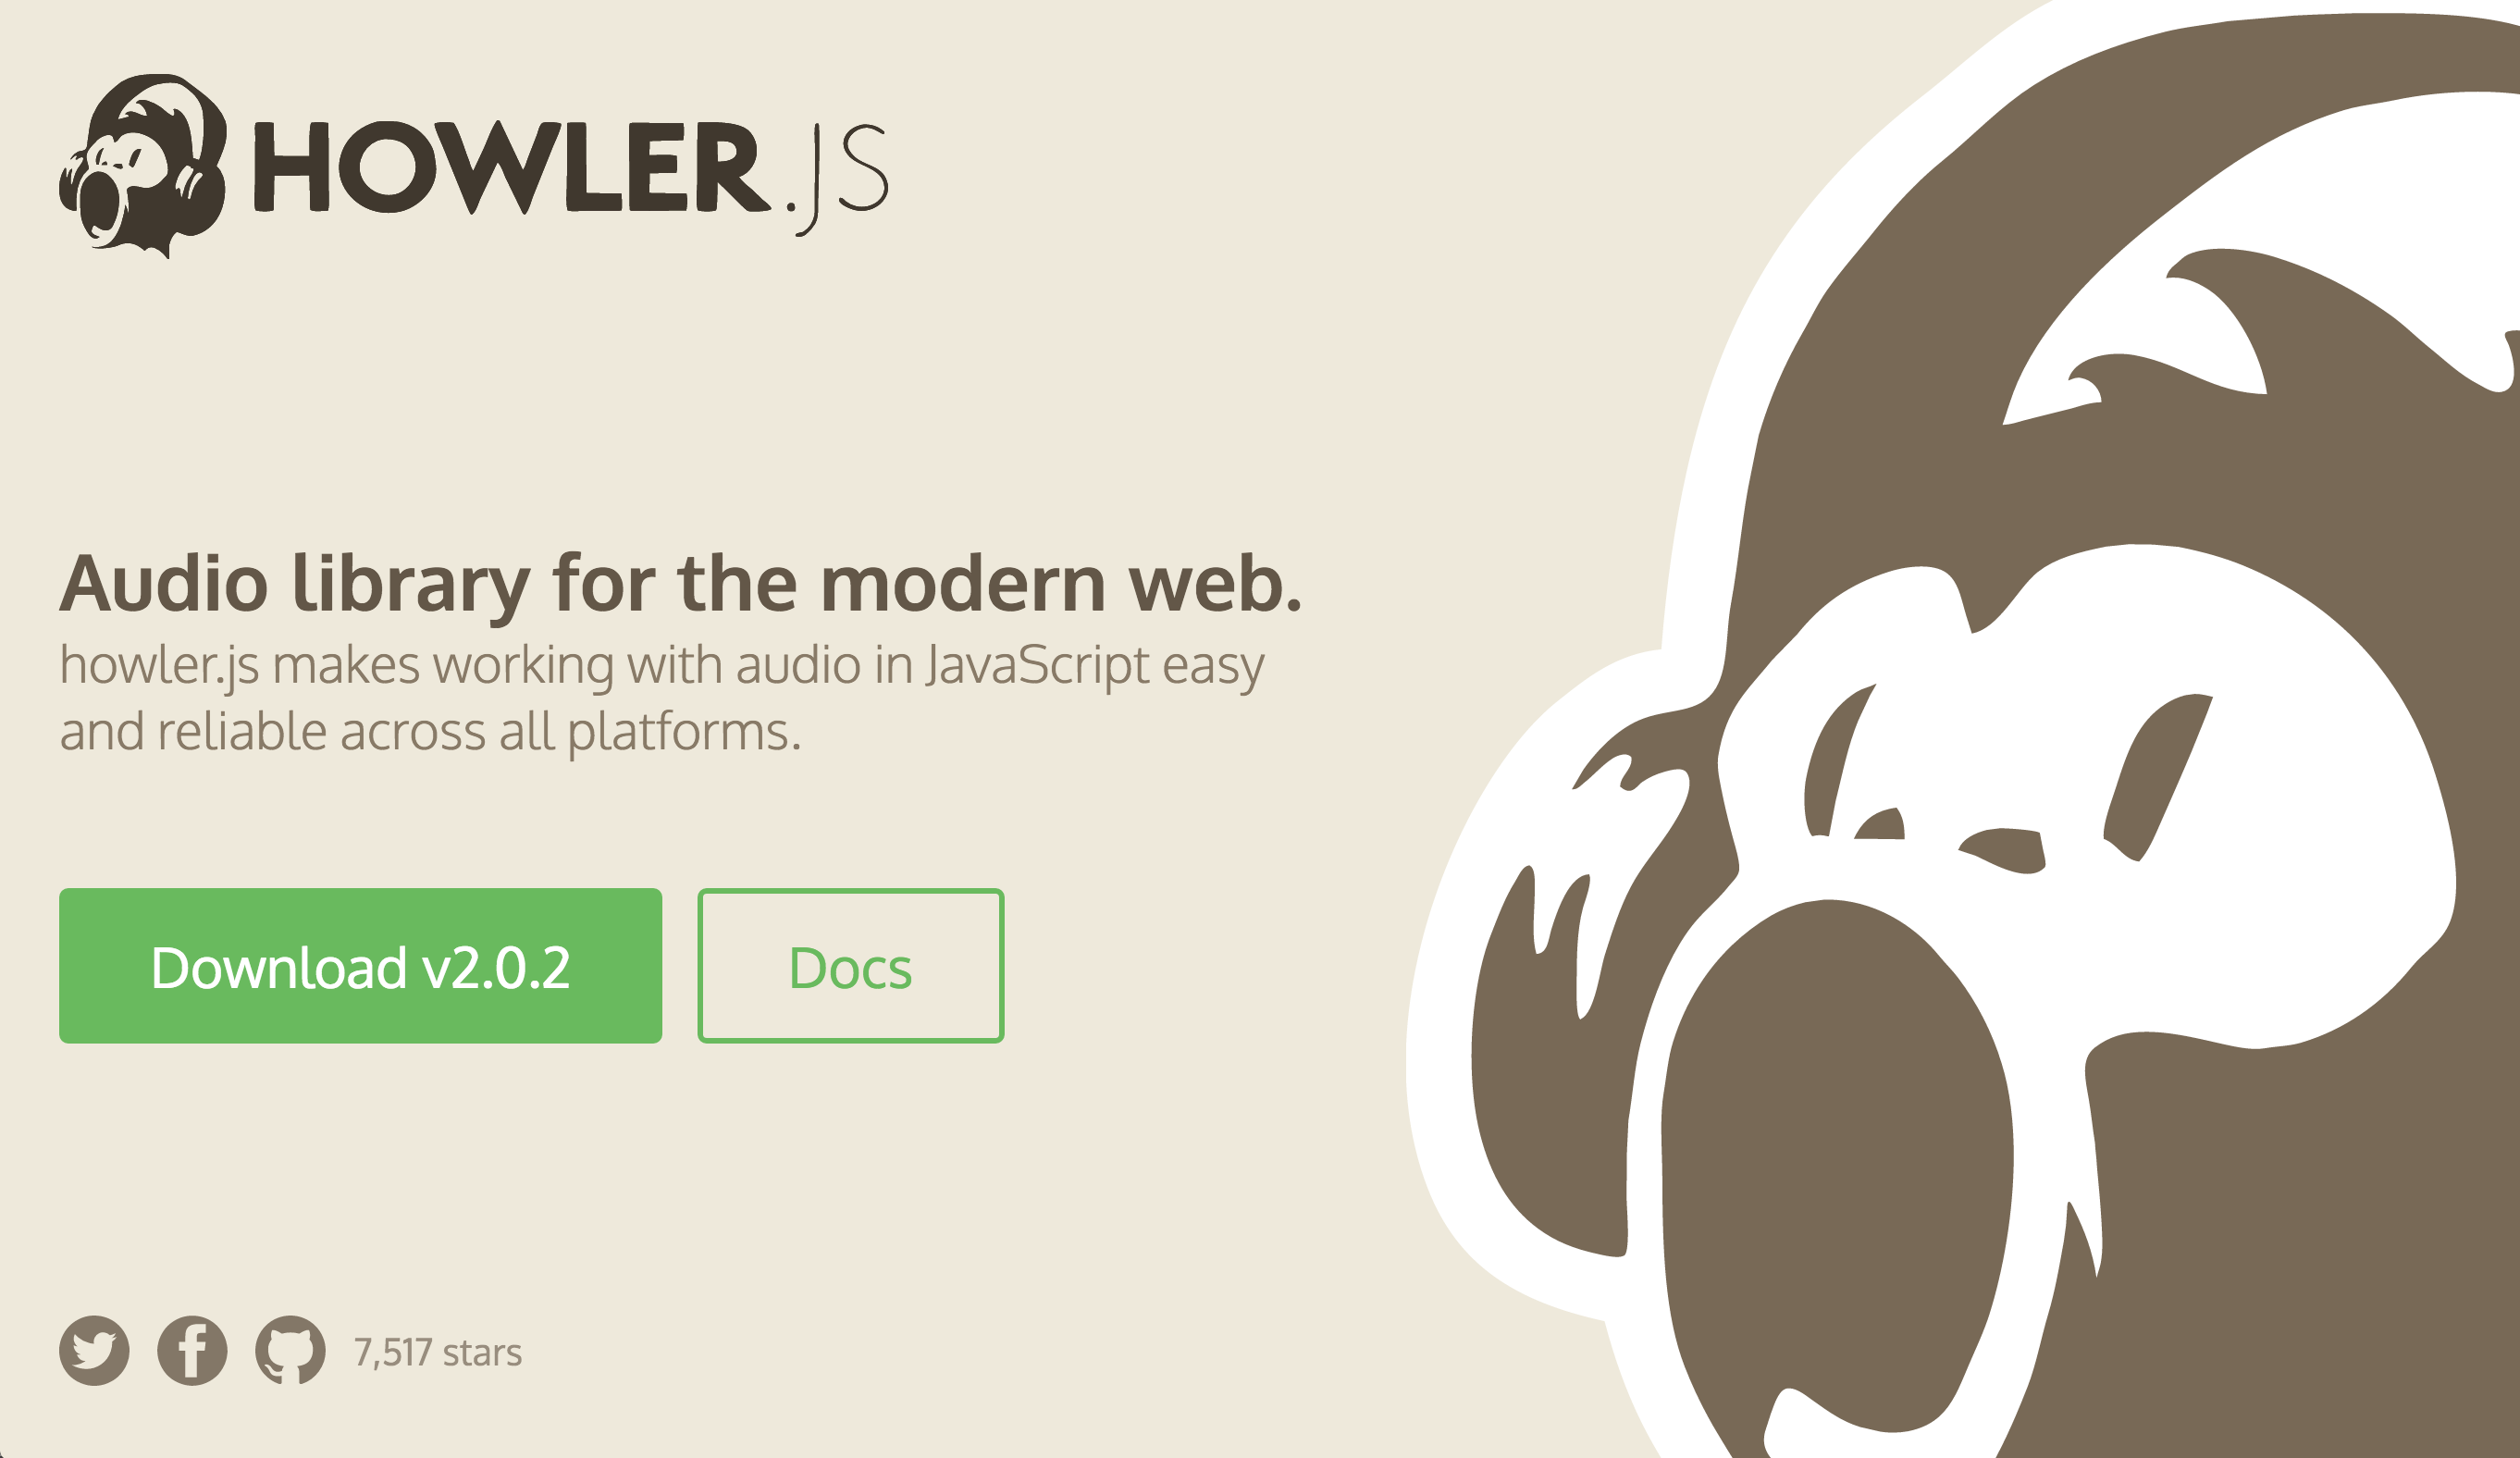 HOWLER.JS
Audio library for the modern web.
howler.js makes working with audio in JavaScript easy
and reliable across all platforms.
Download v2.0.2
Docs
7,517 stars